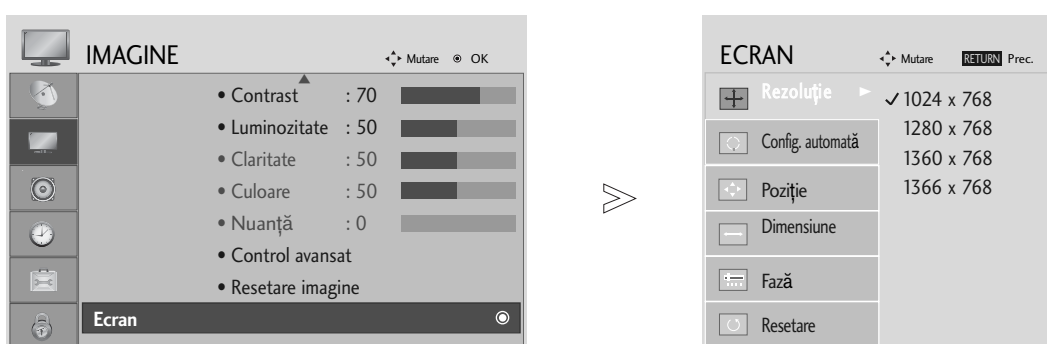 IMAGINE
Mutare OK
• Contrast : 70
• Luminozitate : 50
• Claritate : 50
• Culoare : 50
• Nuanță : 0
• Control avansat
• Resetare imagine
Ecran
ECRAN
Mutare RETURN Prec.
Rezoluție
Config. automată
Poziție
Dimensiune
Fază
Resetare
✓ 1024 x 768
1280 x 768
1360 x 768
1366 x 768